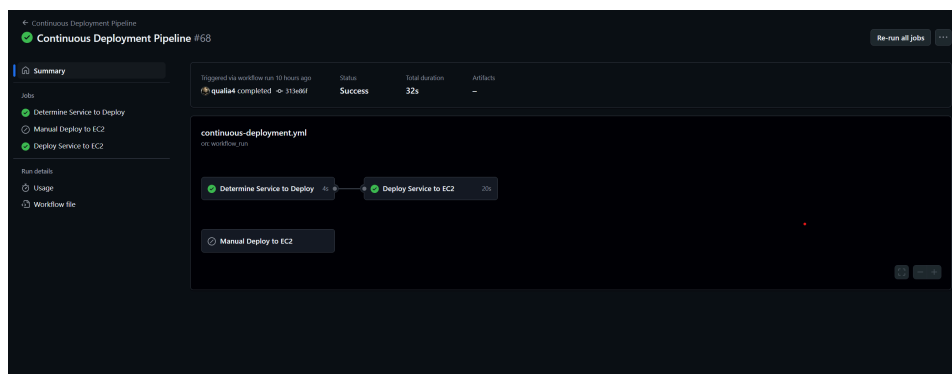 ← Continuous Deployment Pipeline
Continuous Deployment Pipeline #68
Re-run all jobs
Summary
Jobs
Determine Service to Deploy
Manual Deploy to EC2
Deploy Service to EC2
Run details
Usage
Workflow file
Triggered via workflow run 10 hours ago
qualia4 completed 313e86f
Status
Success
Total duration
32s
Artifacts
–
continuous-deployment.yml
on: workflow_run
Determine Service to Deploy 4s
Deploy Service to EC2 20s
Manual Deploy to EC2